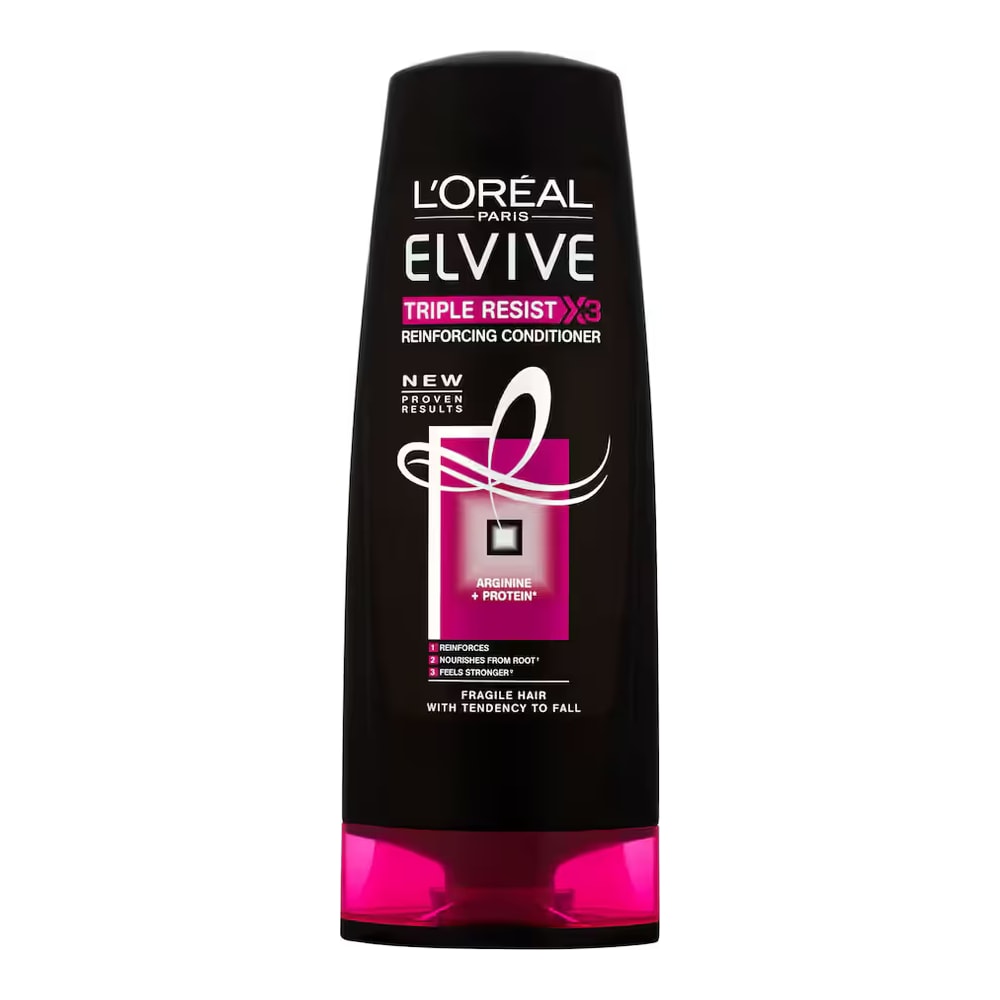 L'ORÉAL
PARIS
ELVIVE
TRIPLE RESIST X3
REINFORCING CONDITIONER
NEW
PROVEN
RESULTS
ARGININE
+ PROTEIN*
1 REINFORCES
2 NOURISHES FROM ROOT†
3 FEELS STRONGER°
FRAGILE HAIR
WITH TENDENCY TO FALL